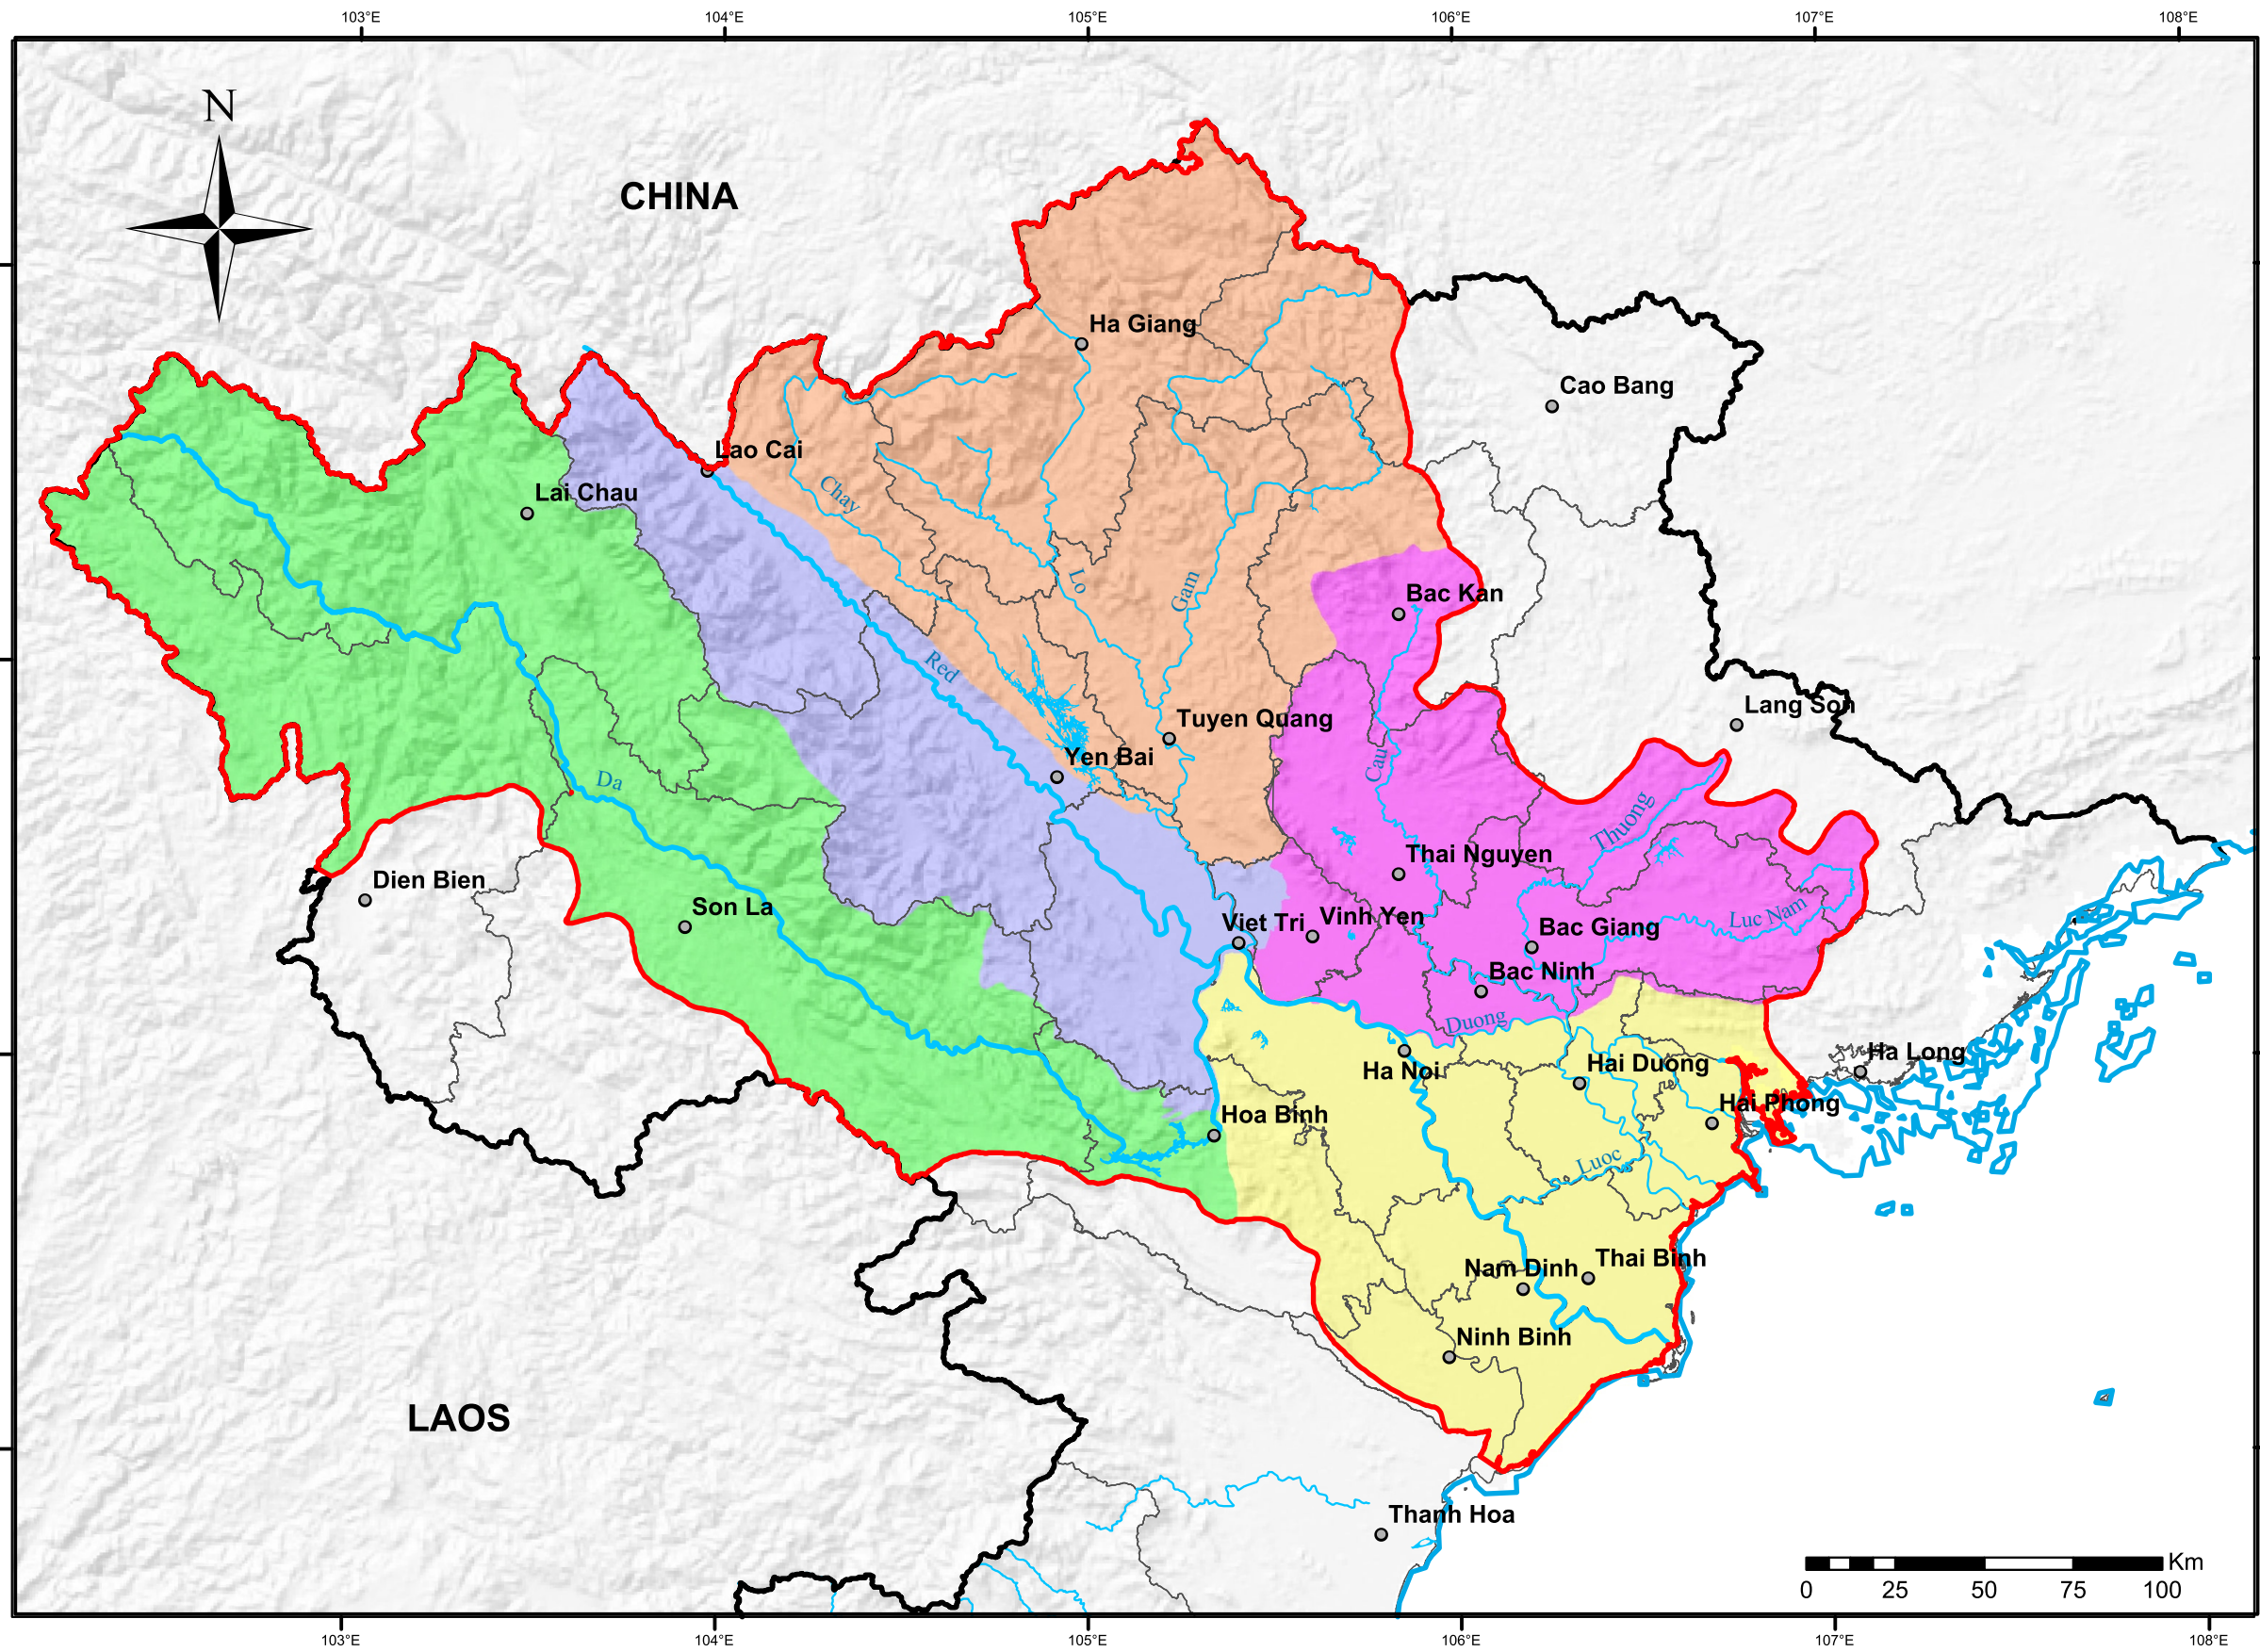 103°E 104°E 105°E 106°E 107°E 108°E
N
CHINA
Ha Giang
Cao Bang
Lao Cai
Lai Chau
Chay
Lo
Gam
Bac Kan
Red
Lang Son
Tuyen Quang
Yen Bai
Cau
Da
Thuong
Thai Nguyen
Dien Bien
Son La
Viet Tri
Vinh Yen
Luc Nam
Bac Giang
Bac Ninh
Duong
Ha Noi
Hai Duong
Ha Long
Hai Phong
Hoa Binh
Luoc
Nam Dinh
Thai Binh
Ninh Binh
LAOS
Thanh Hoa
Km
0 25 50 75 100
103°E 104°E 105°E 106°E 107°E 108°E